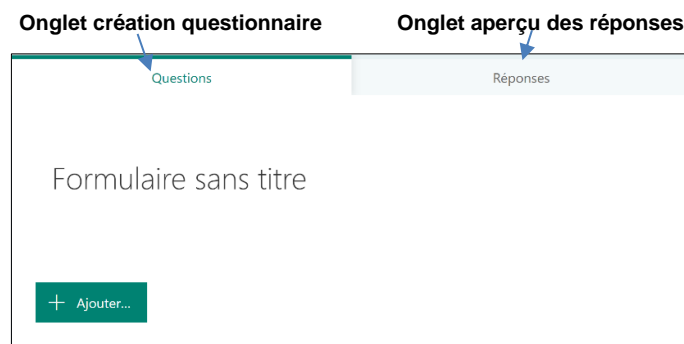 Onglet création questionnaire Onglet aperçu des réponses
Questions Réponses
Formulaire sans titre
+ Ajouter...